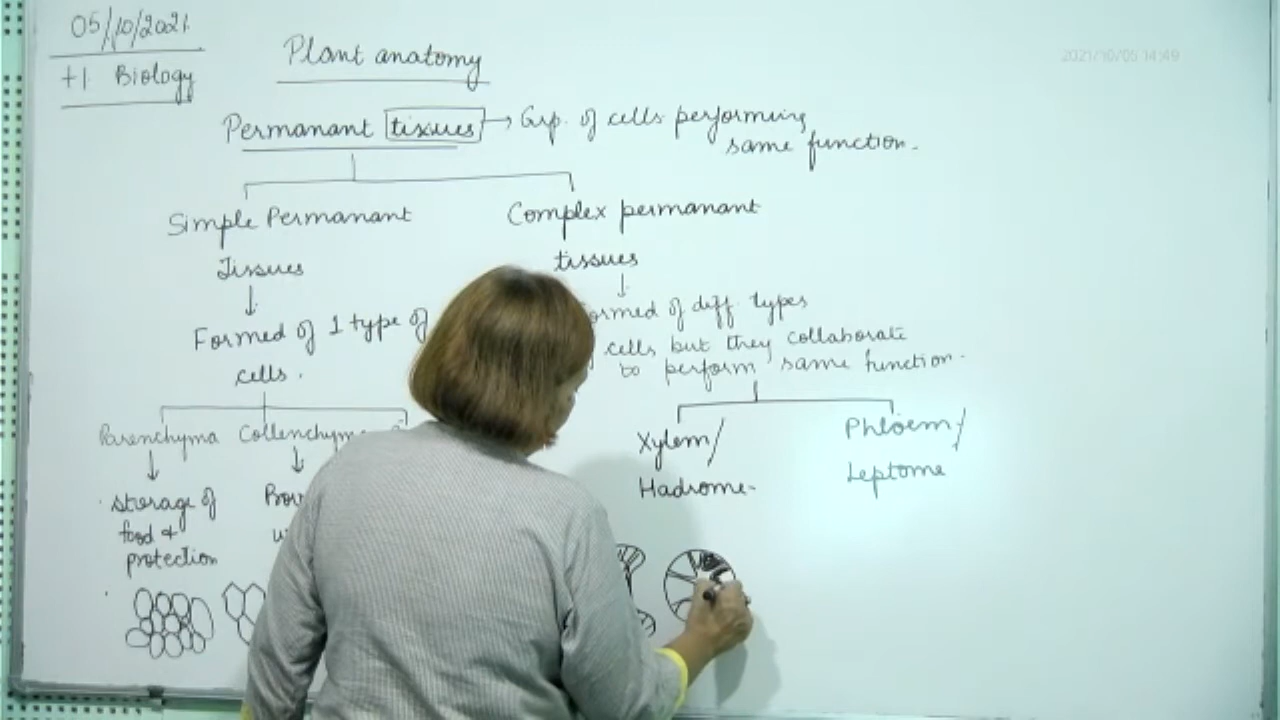 05/10/2021
+1 Biology
2021/10/05 14:49
Plant anatomy
Permanant tissues → Grp. of cells performing
same function.
Simple Permanant
Tissues
Complex permanant
tissues
Formed of 1 type of
cells.
formed of diff. types
cells but they collaborate
to perform same function.
Parenchyma
Collenchyma
storage of
food &
protection
Xylem/
Hadrome
Phloem/
Leptome